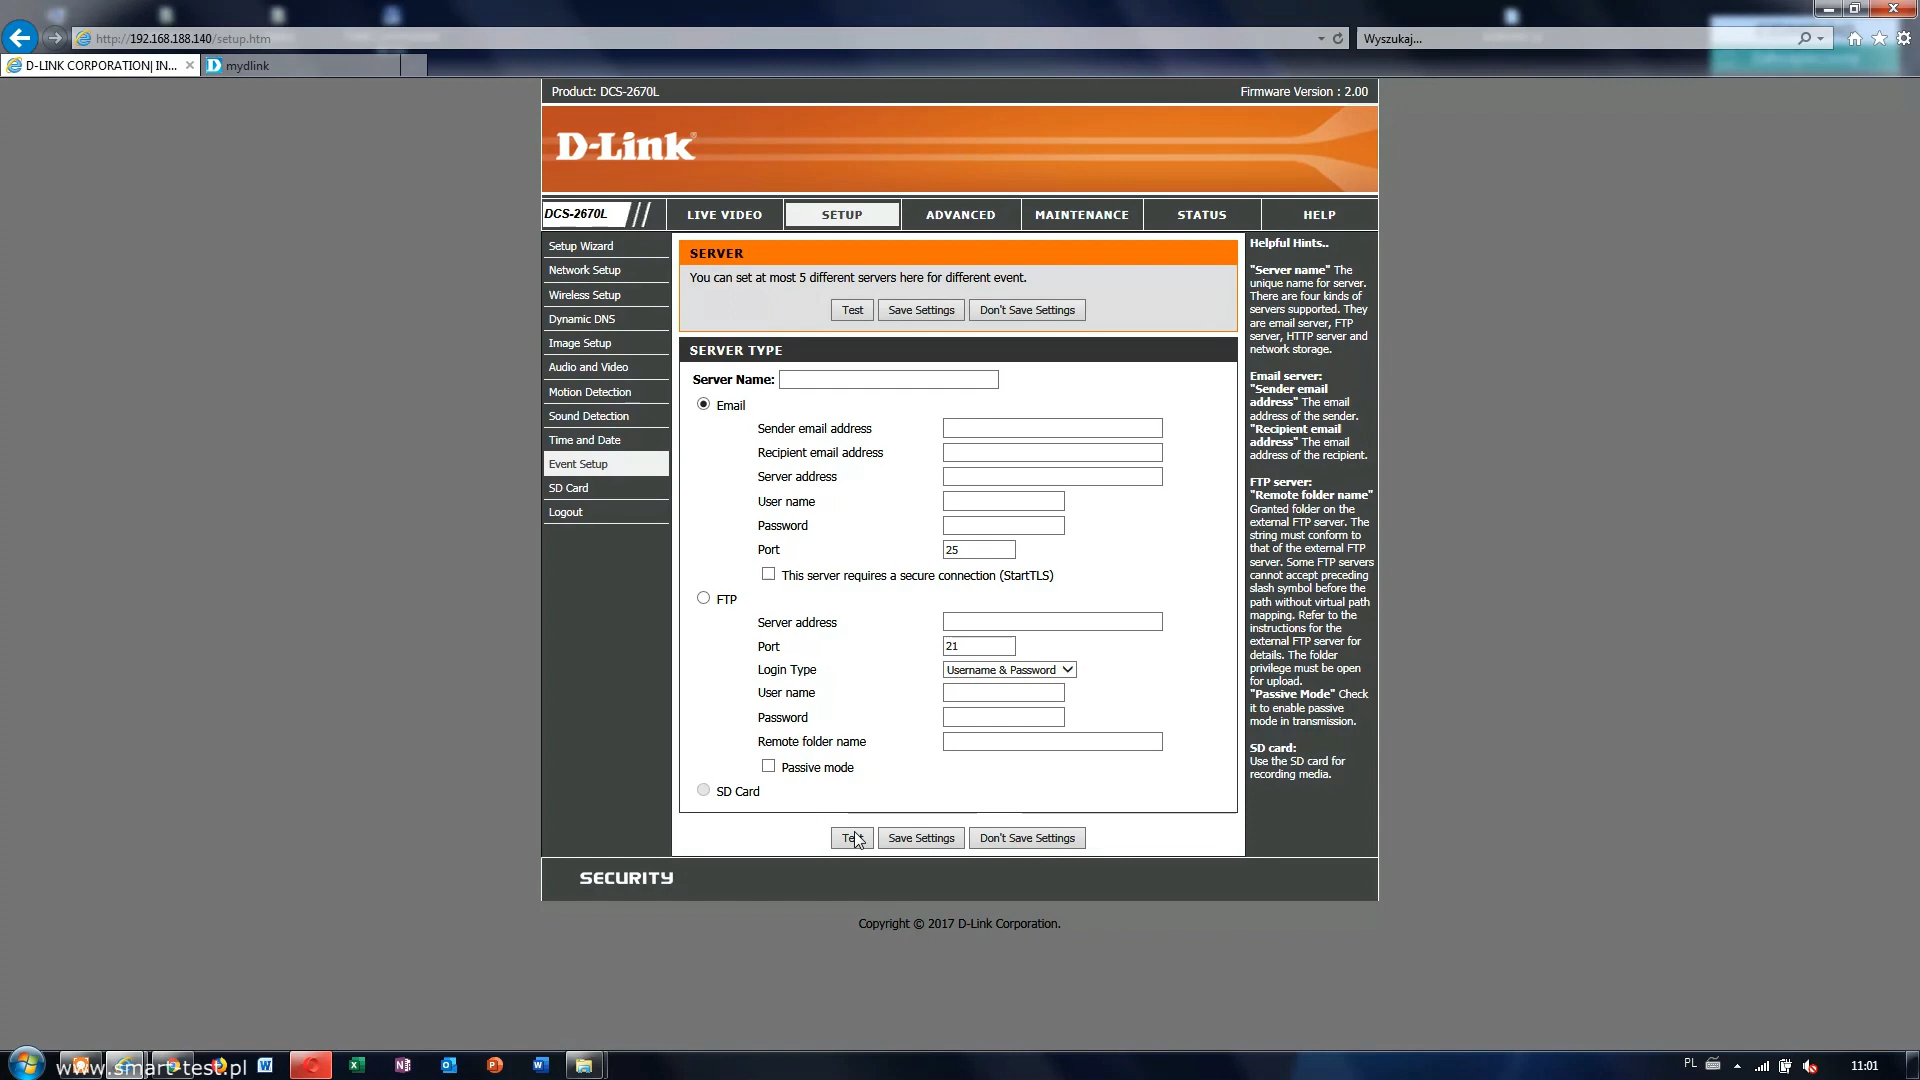 http://192.168.188.140/setup.htm
Wyszukaj...
D-LINK CORPORATION| IN...
mydlink
Product: DCS-2670L
Firmware Version : 2.00
D-Link
DCS-2670L
LIVE VIDEO
SETUP
ADVANCED
MAINTENANCE
STATUS
HELP
Setup Wizard
Network Setup
Wireless Setup
Dynamic DNS
Image Setup
Audio and Video
Motion Detection
Sound Detection
Time and Date
Event Setup
SD Card
Logout
SERVER
You can set at most 5 different servers here for different event.
Test
Save Settings
Don't Save Settings
SERVER TYPE
Server Name:
Email
Sender email address
Recipient email address
Server address
User name
Password
Port
25
This server requires a secure connection (StartTLS)
FTP
Server address
Port
21
Login Type
Username & Password
User name
Password
Remote folder name
Passive mode
SD Card
Test
Save Settings
Don't Save Settings
Helpful Hints..
"Server name" The
unique name for server.
There are four kinds of
servers supported. They
are email server, FTP
server, HTTP server and
network storage.
Email server:
"Sender email
address" The email
address of the sender.
"Recipient email
address" The email
address of the recipient.
FTP server:
"Remote folder name"
Granted folder on the
external FTP server. The
string must conform to
that of the external FTP
server. Some FTP servers
cannot accept preceding
slash symbol before the
path without virtual path
mapping. Refer to the
instructions for the
external FTP server for
details. The folder
privilege must be open
for upload.
"Passive Mode" Check
it to enable passive
mode in transmission.
SD card:
Use the SD card for
recording media.
SECURITY
Copyright © 2017 D-Link Corporation.
www.smart-test.pl
PL
11:01